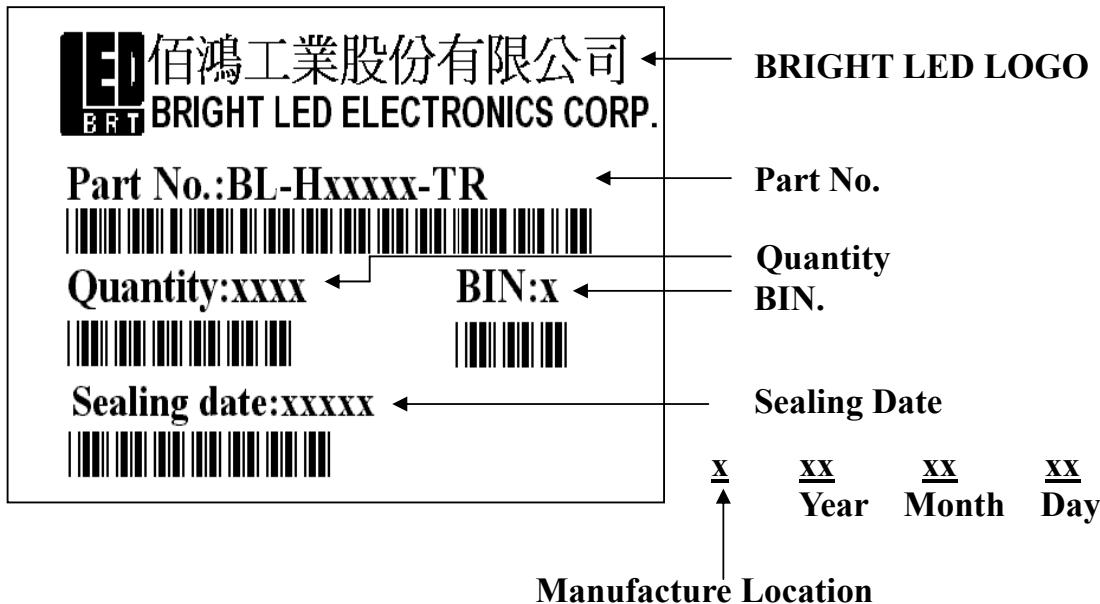 LED
佰鴻工業股份有限公司
BRT
BRIGHT LED ELECTRONICS CORP.
BRIGHT LED LOGO
Part No.:BL-Hxxxxx-TR
Part No.
Quantity:xxxx
BIN:x
Quantity
BIN.
Sealing date:xxxxx
Sealing Date
x xx xx xx
Year Month Day
Manufacture Location